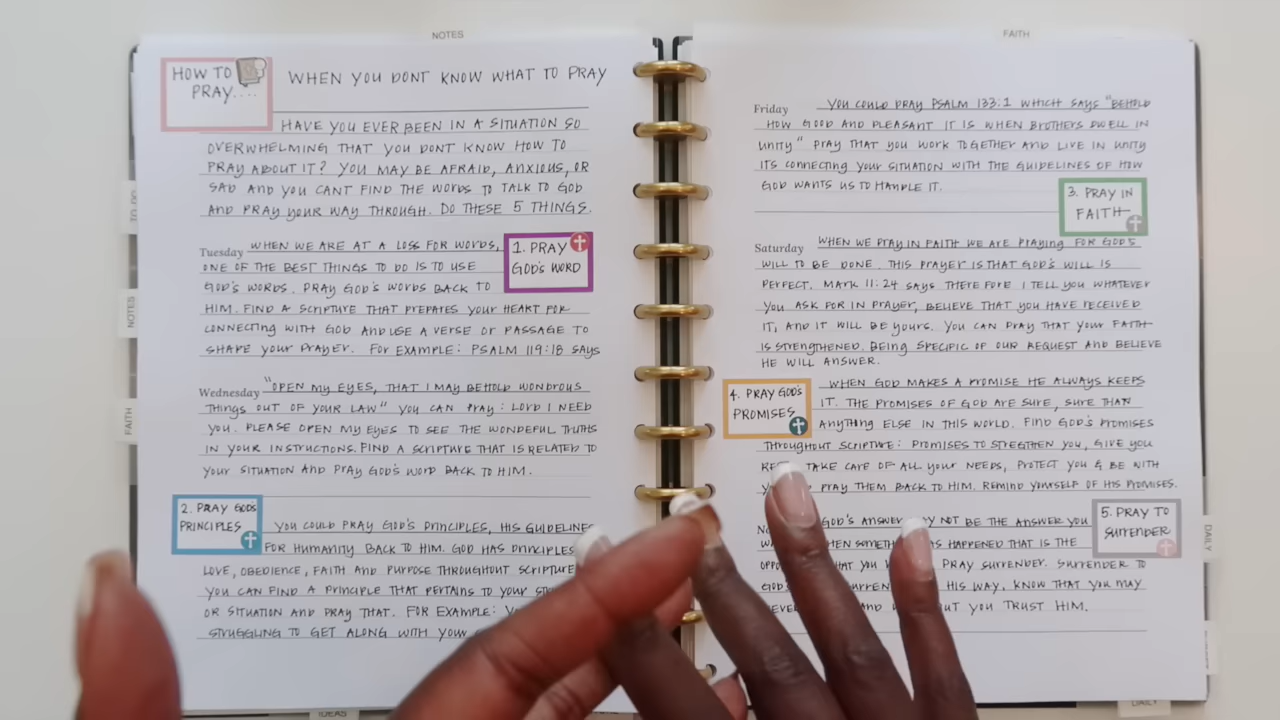 NOTES
HOW TO
PRAY....
WHEN YOU DONT KNOW WHAT TO PRAY
HAVE YOU EVER BEEN IN A SITUATION SO
OVERWHELMING THAT YOU DONT KNOW HOW TO
PRAY ABOUT IT? YOU MAY BE AFRAID, ANXIOUS, OR
SAD AND YOU CANT FIND THE WORDS TO TALK TO GOD
AND PRAY YOUR WAY THROUGH. DO THESE 5 THINGS.
Tuesday
WHEN WE ARE AT A LOSS FOR WORDS,
1. PRAY
GOD'S WORD
ONE OF THE BEST THINGS TO DO IS TO USE
GOD'S WORDS. PRAY GOD'S WORDS BACK TO
HIM. FIND A SCRIPTURE THAT PREPARES YOUR HEART FOR
CONNECTING WITH GOD AND USE A VERSE OR PASSAGE TO
SHAPE YOUR PRAYER. FOR EXAMPLE: PSALM 119:18 SAYS
Wednesday
"OPEN MY EYES, THAT I MAY BEHOLD WONDROUS
THINGS OUT OF YOUR LAW" YOU CAN PRAY: LORD I NEED
YOU. PLEASE OPEN MY EYES TO SEE THE WONDERFUL TRUTHS
IN YOUR INSTRUCTIONS. FIND A SCRIPTURE THAT IS RELATED TO
YOUR SITUATION AND PRAY GOD'S WORD BACK TO HIM.
2. PRAY GOD'S
PRINCIPLES
YOU COULD PRAY GOD'S PRINCIPLES, HIS GUIDELINES
FOR HUMANITY BACK TO HIM. GOD HAS PRINCIPLES
LOVE, OBEDIENCE, FAITH AND PURPOSE THROUGHOUT SCRIPTURE
YOU CAN FIND A PRINCIPLE THAT PERTAINS TO YOUR
OR SITUATION AND PRAY THAT. FOR EXAMPLE:
STRUGGLING TO GET ALONG WITH YOUR
TO DO
NOTES
FAITH
IDEAS
FAITH
Friday
YOU COULD PRAY PSALM 133:1 WHICH SAYS "BEHOLD
HOW GOOD AND PLEASANT IT IS WHEN BROTHERS DWELL IN
UNITY" PRAY THAT YOU WORK TOGETHER AND LIVE IN UNITY
ITS CONNECTING YOUR SITUATION WITH THE GUIDELINES OF HOW
GOD WANTS US TO HANDLE IT.
3. PRAY IN
FAITH
Saturday
WHEN WE PRAY IN FAITH WE ARE PRAYING FOR GOD'S
WILL TO BE DONE. THIS PRAYER IS THAT GOD'S WILL IS
PERFECT. MARK 11:24 SAYS THEREFORE I TELL YOU WHATEVER
YOU ASK FOR IN PRAYER, BELIEVE THAT YOU HAVE RECEIVED
IT, AND IT WILL BE YOURS. YOU CAN PRAY THAT YOUR FAITH
IS STRENGTHENED. BEING SPECIFIC OF OUR REQUEST AND BELIEVE
HE WILL ANSWER.
4. PRAY GOD'S
PROMISES
WHEN GOD MAKES A PROMISE HE ALWAYS KEEPS
IT. THE PROMISES OF GOD ARE SURE, SURE THAN
ANYTHING ELSE IN THIS WORLD. FIND GOD'S PROMISES
THROUGHOUT SCRIPTURE: PROMISES TO STREGTHEN YOU, GIVE YOU
TAKE CARE OF ALL YOUR NEEDS, PROTECT YOU & BE WITH
PRAY THEM BACK TO HIM. REMIND YOURSELF OF HIS PROMISES.
5. PRAY TO
SURRENDER
GOD'S ANSWER MAY NOT BE THE ANSWER YOU
HAS HAPPENED THAT IS THE
PRAY SURRENDER. SURRENDER TO
HIS WAY, KNOW THAT YOU MAY
AND YOU TRUST HIM.
DAILY
DAILY